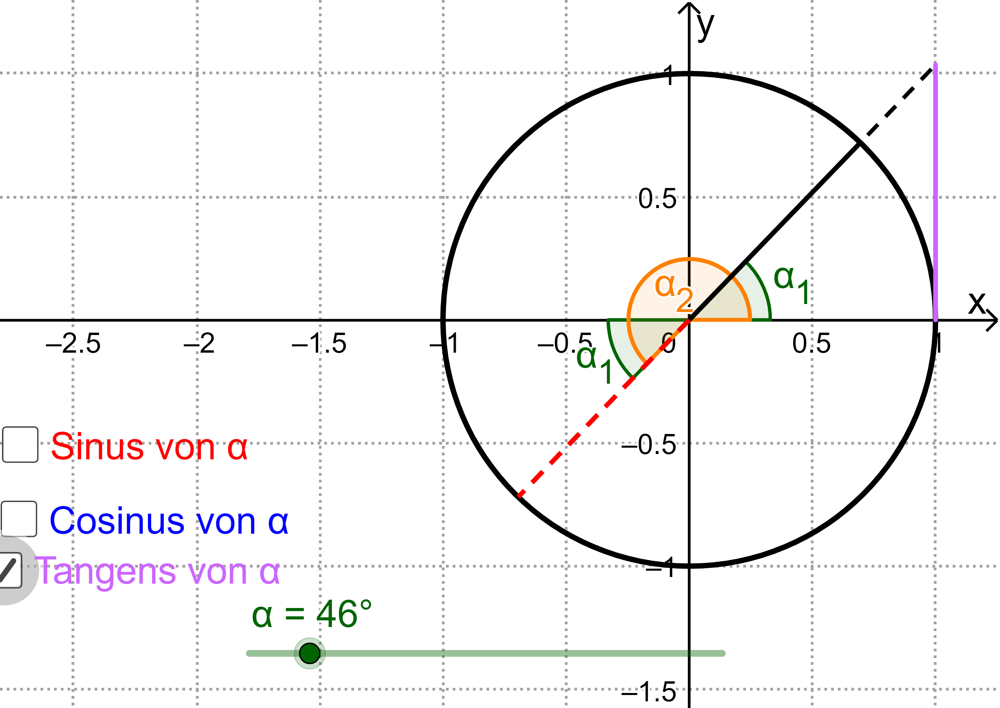 y
1
0.5
α1
α2
x
–2.5 –2 –1.5 –1 –0.5 0 0.5 1
α1
–0.5
Sinus von α
Cosinus von α
–1
Tangens von α
α = 46°
–1.5